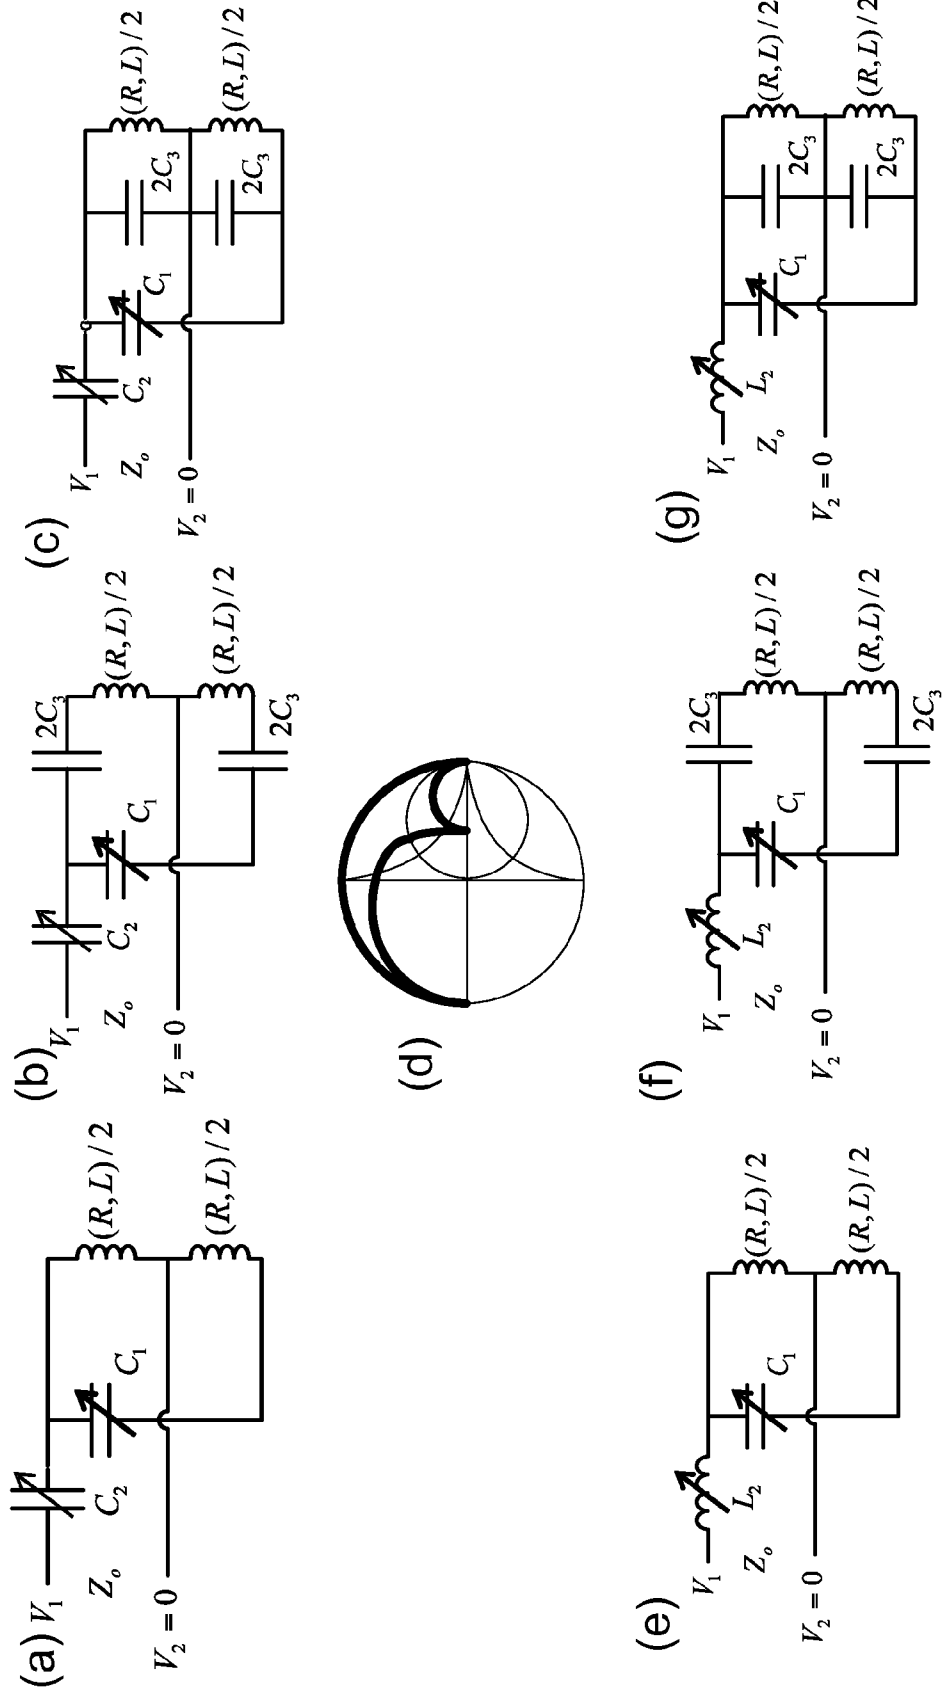 (a)
V₁
C₂
Zₒ
C₁
(R,L)/2
(R,L)/2
V₂ = 0
(b)
V₁
C₂
Zₒ
C₁
2C₃
(R,L)/2
(R,L)/2
2C₃
V₂ = 0
(c)
V₁
C₂
Zₒ
C₁
2C₃
2C₃
(R,L)/2
(R,L)/2
V₂ = 0
(d)
(e)
V₁
L₂
Zₒ
C₁
(R,L)/2
(R,L)/2
V₂ = 0
(f)
V₁
L₂
Zₒ
C₁
2C₃
(R,L)/2
(R,L)/2
2C₃
V₂ = 0
(g)
V₁
L₂
Zₒ
C₁
2C₃
2C₃
(R,L)/2
(R,L)/2
V₂ = 0